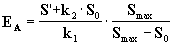 E_A = (S'+k_2 · S_0)/k_1 · S_max/(S_max − S_0)